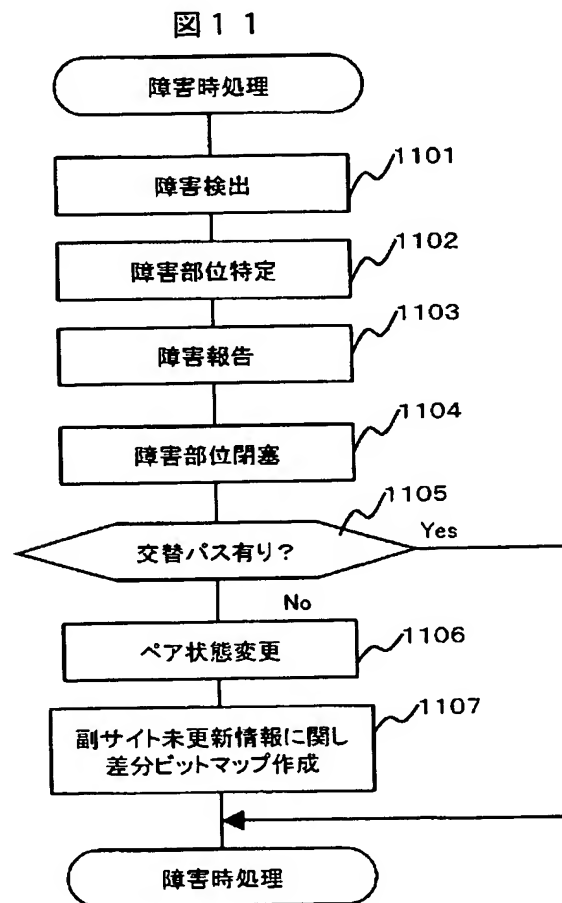 図11
障害時処理
1101
障害検出
1102
障害部位特定
1103
障害報告
1104
障害部位閉塞
1105
交替パス有り?
Yes
No
ペア状態変更
1106
1107
副サイト未更新情報に関し
差分ビットマップ作成
障害時処理